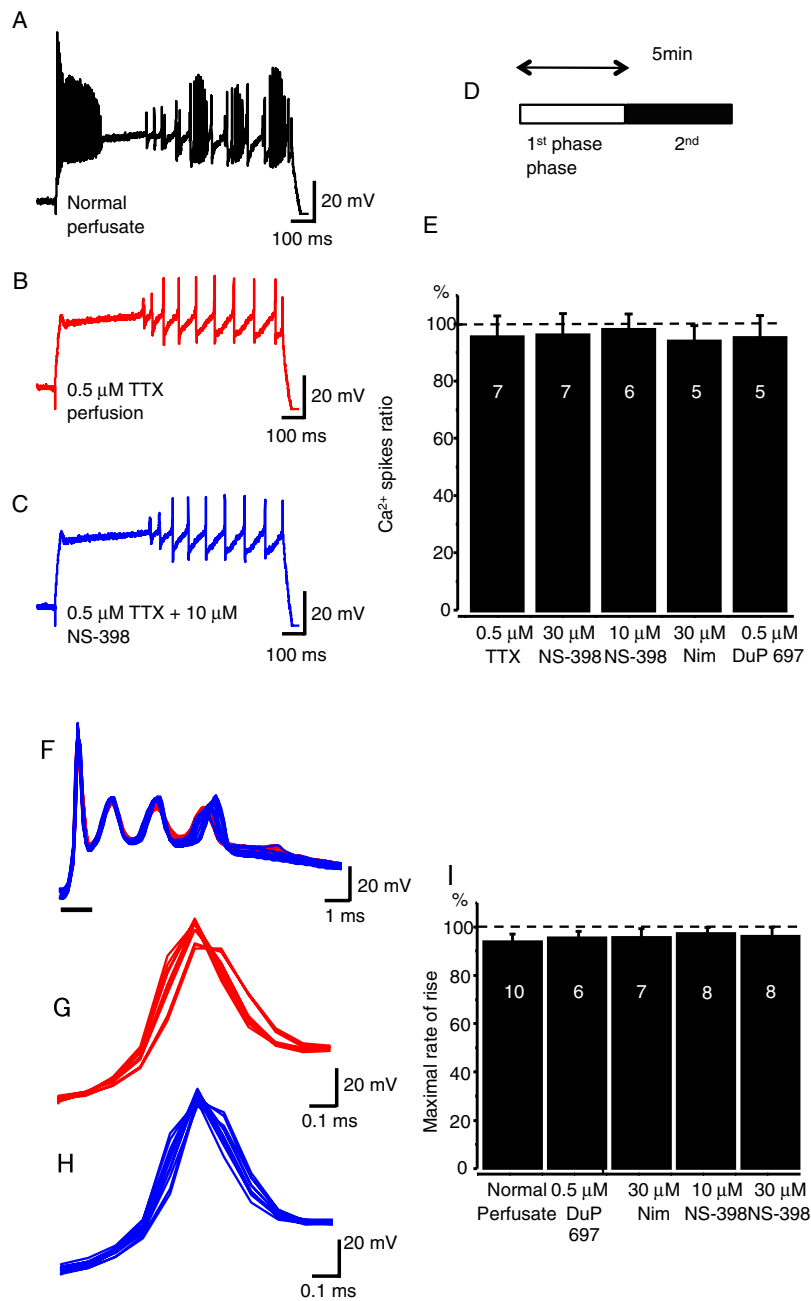 A
Normal
perfusate
20 mV
100 ms
B
0.5 μM TTX
perfusion
20 mV
100 ms
C
0.5 μM TTX + 10 μM
NS-398
20 mV
100 ms
5min
D
1st phase 2nd
phase
E
%
100
80
60
40
20
0
Ca2+ spikes ratio
7 7 6 5 5
0.5 μM 30 μM 10 μM 30 μM 0.5 μM
TTX NS-398 NS-398 Nim DuP 697
F
20 mV
1 ms
G
20 mV
0.1 ms
H
20 mV
0.1 ms
I
%
100
80
60
40
20
0
Maximal rate of rise
10 6 7 8 8
Normal 0.5 μM 30 μM 10 μM 30 μM
Perfusate DuP Nim NS-398 NS-398
697